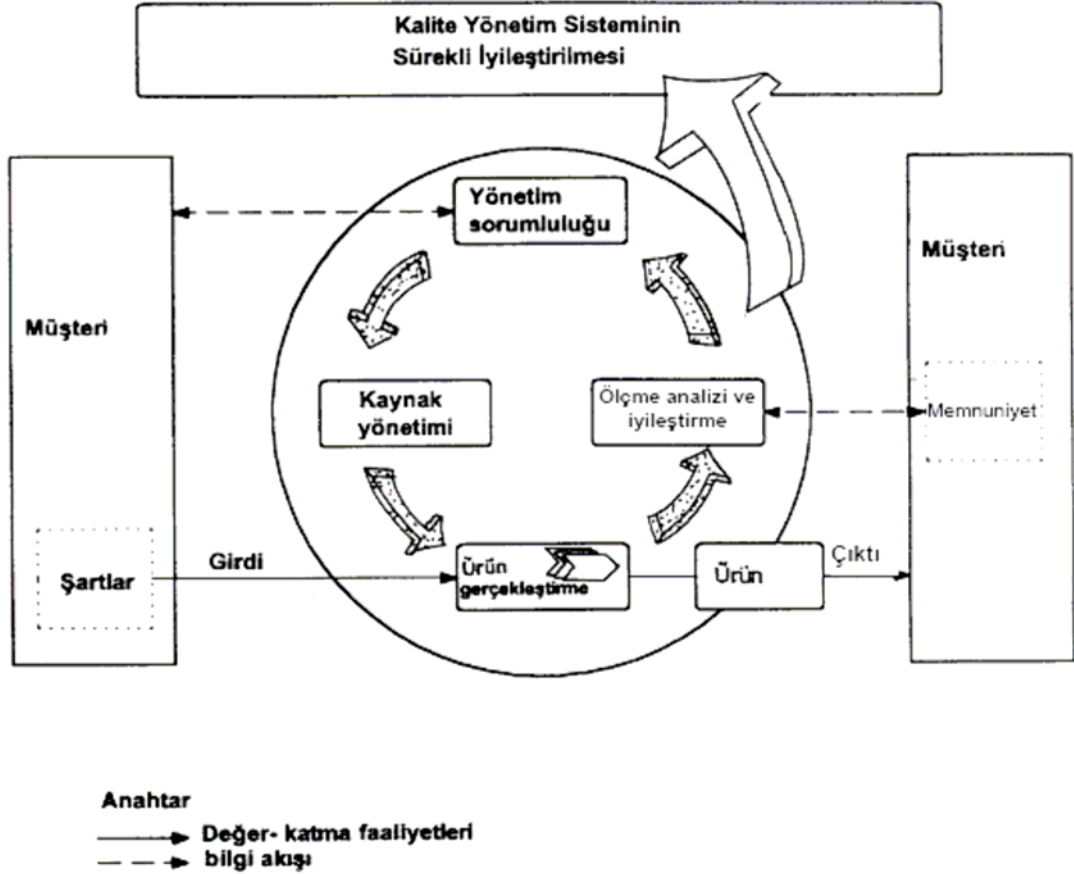 Kalite Yönetim Sisteminin
Sürekli İyileştirilmesi
Yönetim
sorumluluğu
Müşteri
Müşteri
Kaynak
yönetimi
Ölçme analizi ve
iyileştirme
Memnuniyet
Şartlar
Girdi
Ürün
gerçekleştirme
Ürün
Çıktı
Anahtar
Değer- katma faaliyetleri
bilgi akışı